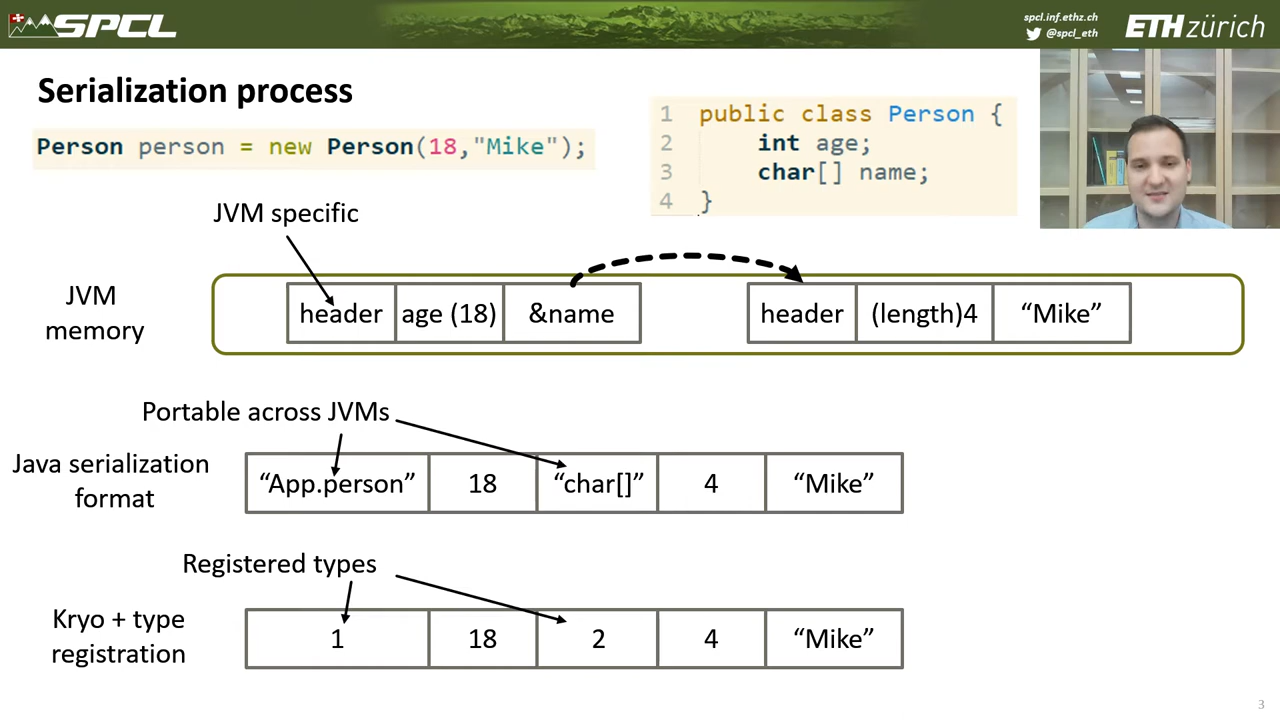 SPCL
spcl.inf.ethz.ch
@spcl_eth
ETH zürich
Serialization process
Person person = new Person(18,"Mike");
1 public class Person {
2 int age;
3 char[] name;
4 }
JVM specific
JVM
memory
header age (18) &name header (length)4 “Mike”
Portable across JVMs
Java serialization
format
“App.person” 18 “char[]” 4 “Mike”
Registered types
Kryo + type
registration
1 18 2 4 “Mike”
3